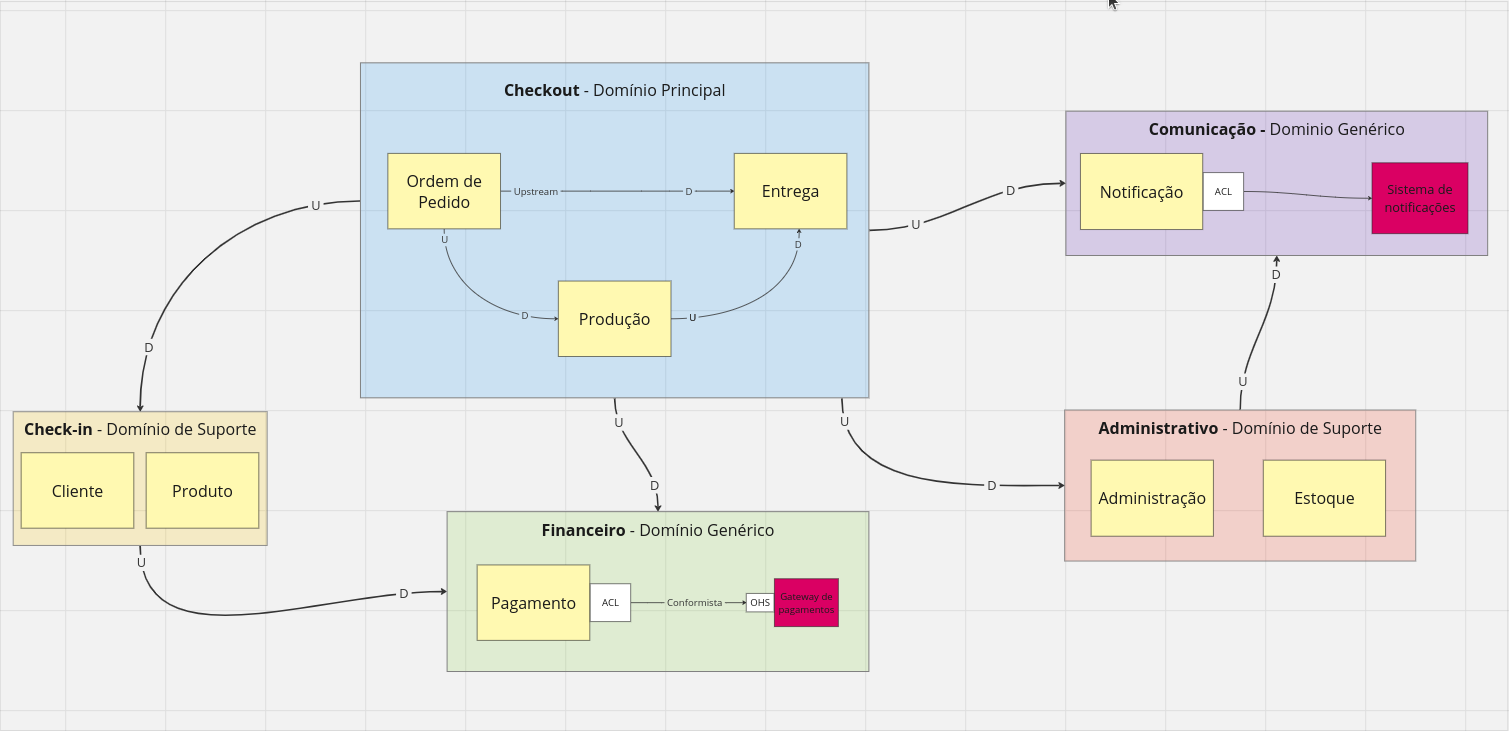 Checkout - Domínio Principal
Ordem de
Pedido
Upstream
D
Entrega
U
D
Produção
D
U
U
D
U
D
Comunicação - Dominio Genérico
Notificação
ACL
Sistema de
notificações
D
U
Check-in - Domínio de Suporte
Cliente
Produto
U
D
U
D
U
D
Administrativo - Domínio de Suporte
Administração
Estoque
Financeiro - Domínio Genérico
Pagamento
ACL
Conformista
OHS
Gateway de
pagamentos